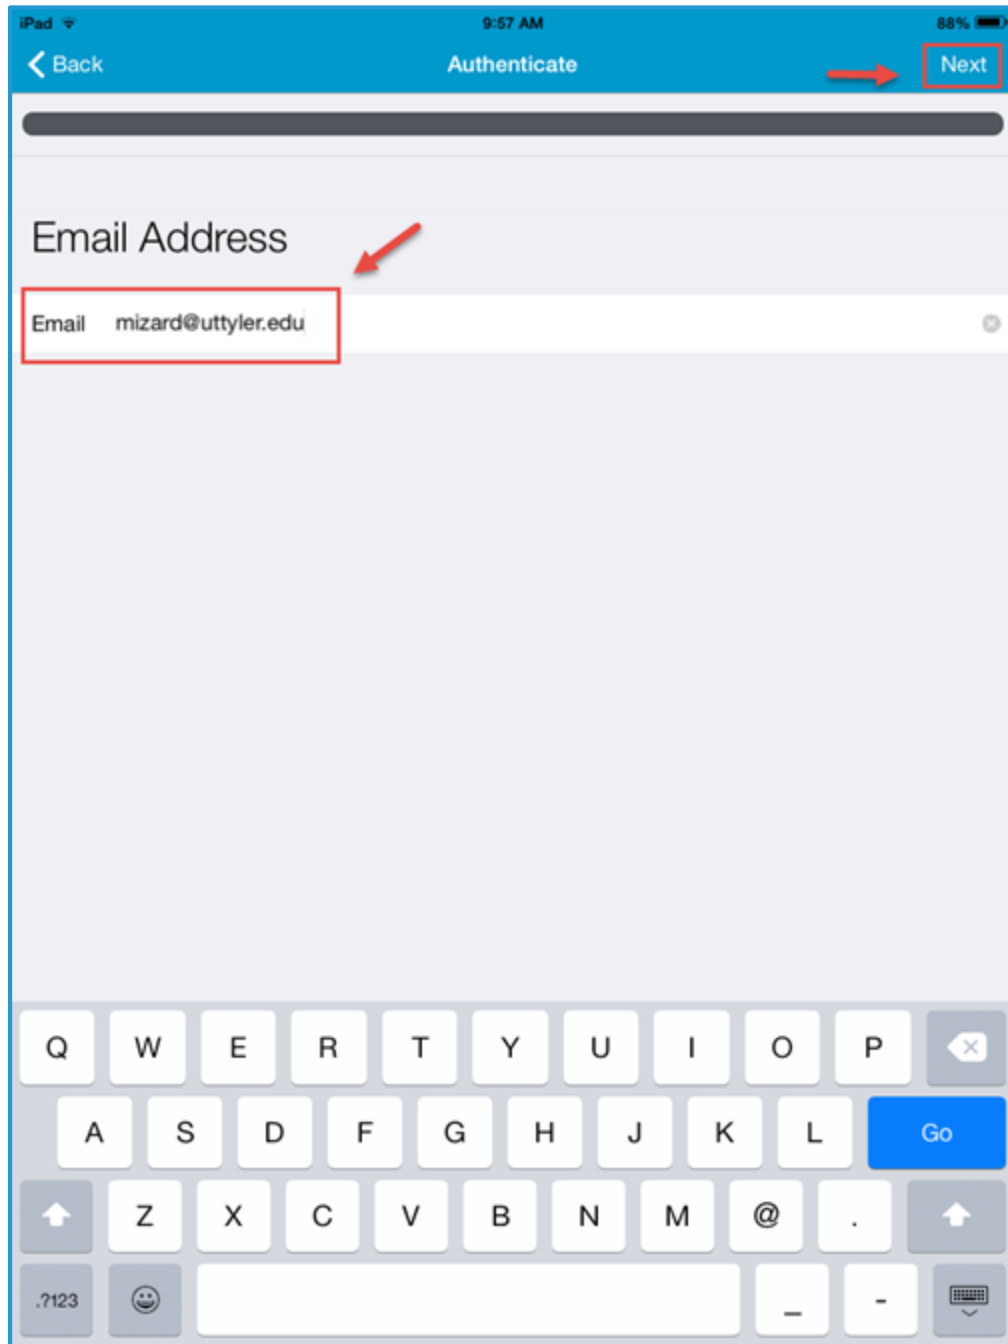 iPad 9:57 AM 88%
Back Authenticate Next
Email Address
Email mizard@uttyler.edu
Q W E R T Y U I O P
A S D F G H J K L Go
Z X C V B N M @ .
.?123 _ -